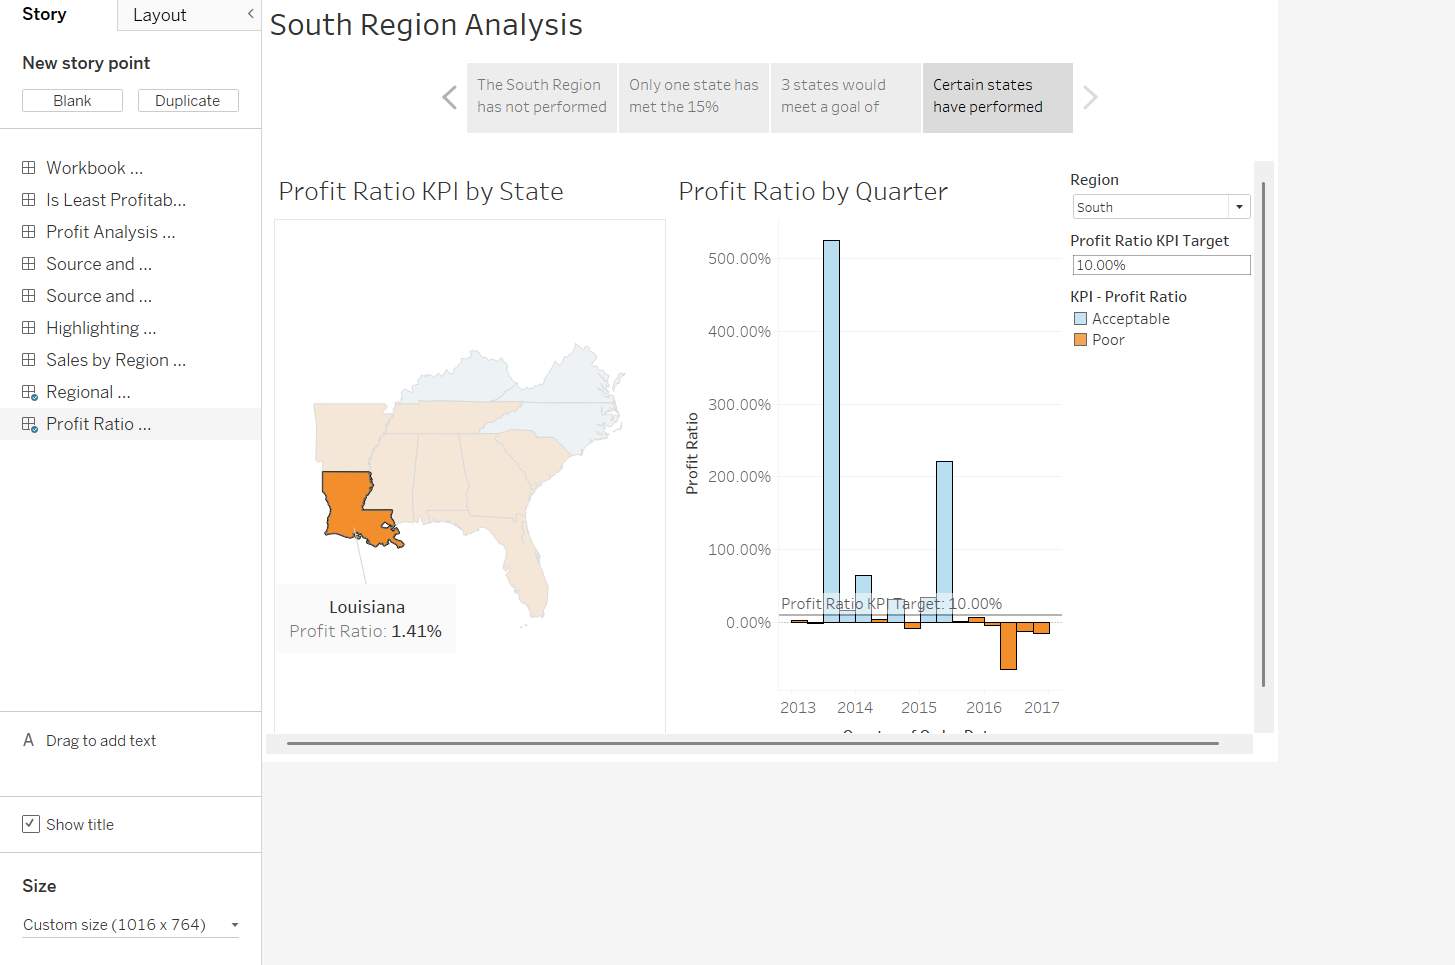 Story
Layout
New story point
Blank
Duplicate
Workbook ...
Is Least Profitab...
Profit Analysis ...
Source and ...
Source and ...
Highlighting ...
Sales by Region ...
Regional ...
Profit Ratio ...
A Drag to add text
Show title
Size
Custom size (1016 x 764)
South Region Analysis
The South Region
has not performed
Only one state has
met the 15%
3 states would
meet a goal of
Certain states
have performed
Profit Ratio KPI by State
Louisiana
Profit Ratio: 1.41%
Profit Ratio by Quarter
Profit Ratio
500.00%
400.00%
300.00%
200.00%
100.00%
0.00%
Profit Ratio KPI Target: 10.00%
2013 2014 2015 2016 2017
Region
South
Profit Ratio KPI Target
10.00%
KPI - Profit Ratio
Acceptable
Poor